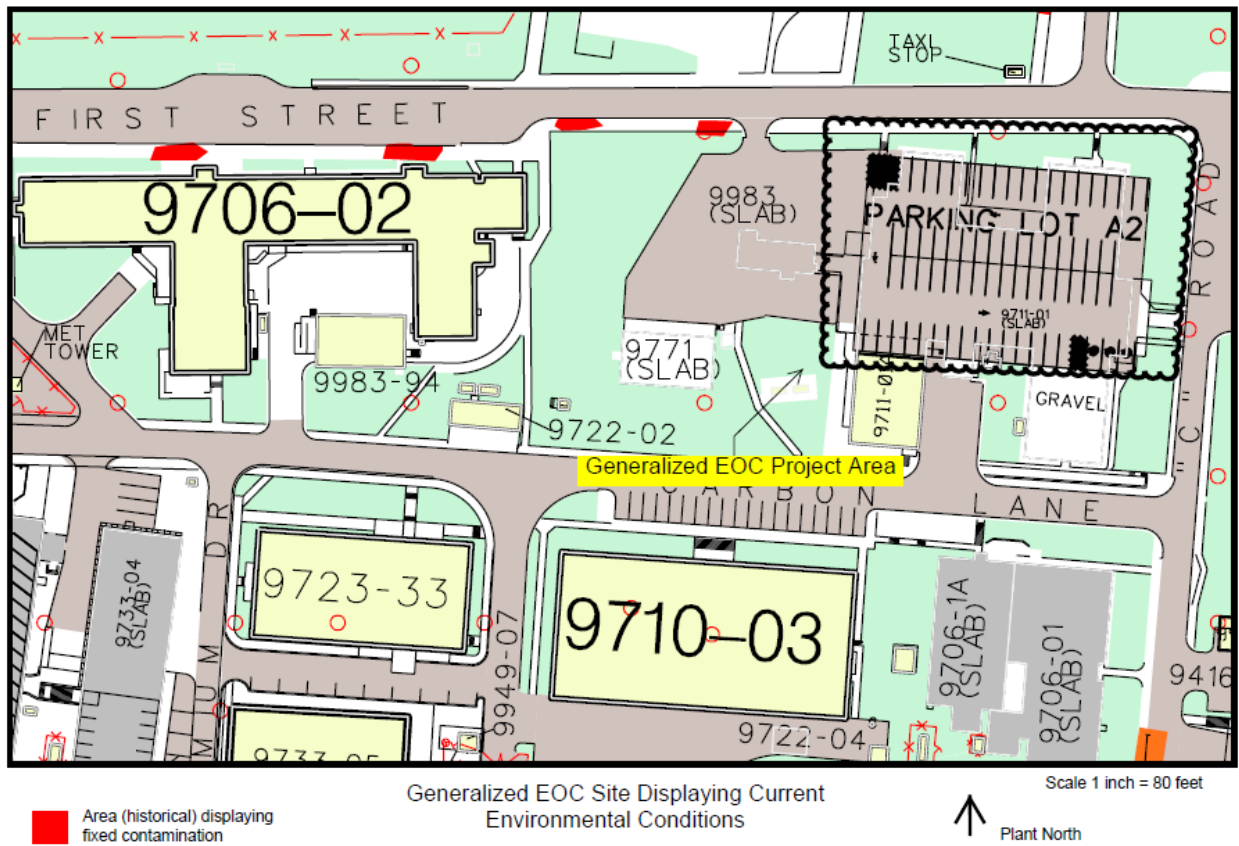 TAXI
STOP
FIRST STREET
9706-02
9983
(SLAB)
PARKING LOT A2
ROAD
9711-01
(SLAB)
MET
TOWER
9771
(SLAB)
9983-94
GRAVEL
9722-02
Generalized EOC Project Area
CARBON LANE
9723-33
9710-03
9733-04
(SLAB)
DR
9949-07
9706-1A
(SLAB)
9706-01
(SLAB)
9416
9722-04
9733-05
Generalized EOC Site Displaying Current
Environmental Conditions
Scale 1 inch = 80 feet
Area (historical) displaying
fixed contamination
Plant North